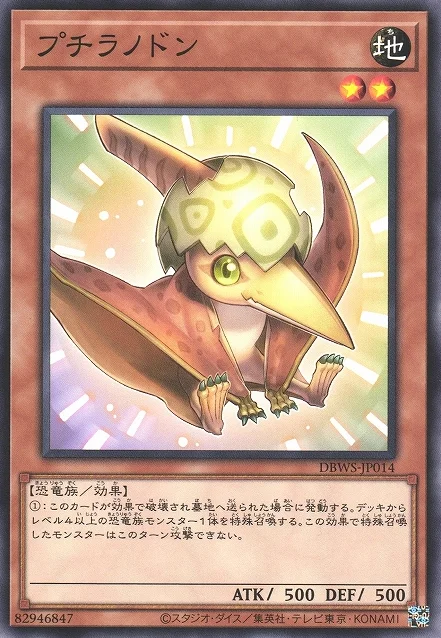 プチラノドン
地
DBWS-JP014
【恐竜族／効果】
①：このカードが効果で破壊され墓地へ送られた場合に発動する。デッキから
レベル4以上の恐竜族モンスター1体を特殊召喚する。この効果で特殊召喚
したモンスターはこのターン攻撃できない。
ATK/ 500 DEF/ 500
82946847
©スタジオ・ダイス／集英社・テレビ東京・KONAMI